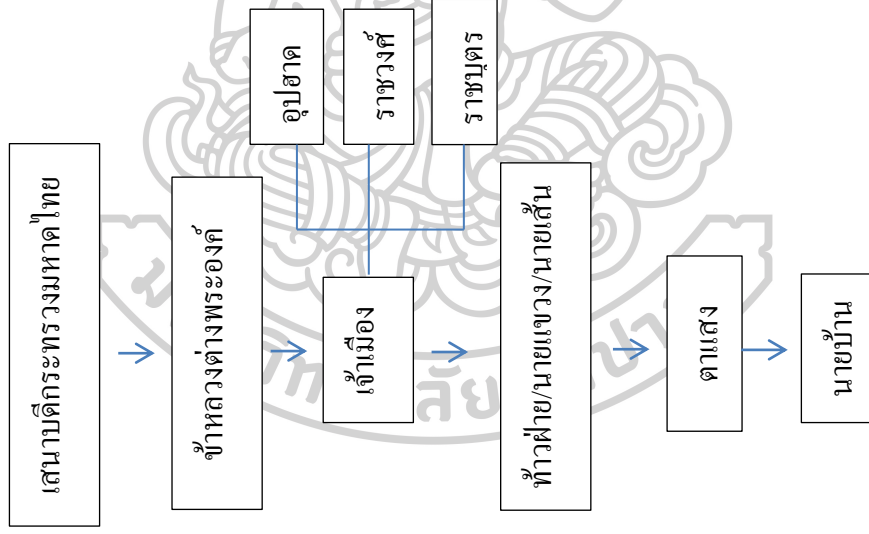 เสนาบดีกระทรวงมหาดไทย
ข้าหลวงต่างพระองค์
เจ้าเมือง
อุปฮาด
ราชวงศ์
ราชบุตร
ท้าวฝ่าย/นายแขวง/นายเส้น
ตาแสง
นายบ้าน